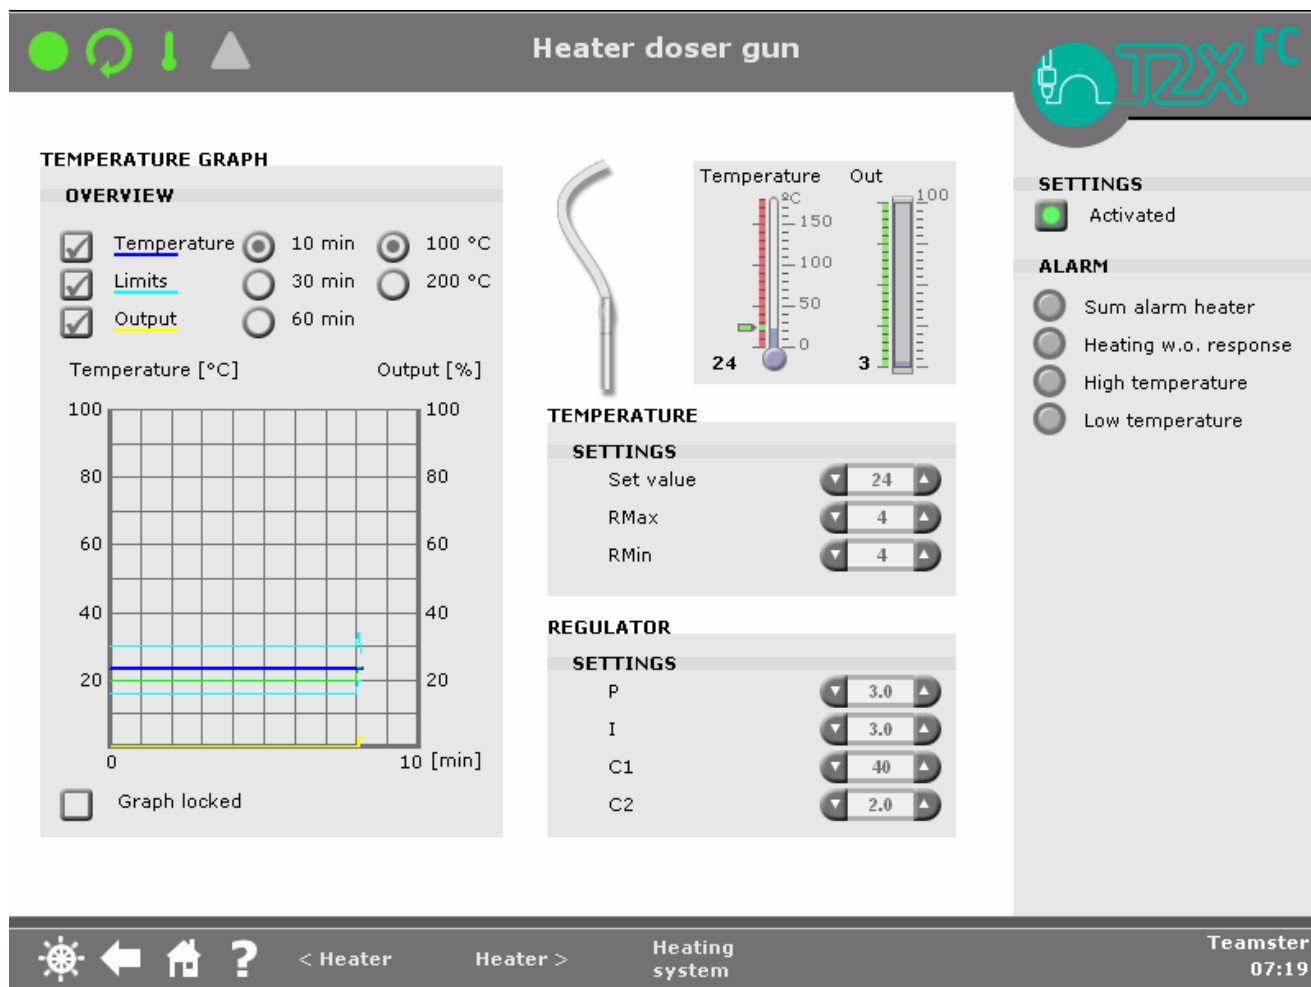 Heater doser gun
T2X FC
TEMPERATURE GRAPH
OVERVIEW
Temperature 10 min 100 °C
Limits 30 min 200 °C
Output 60 min
Temperature [°C] Output [%]
100 100
80 80
60 60
40 40
20 20
0 10 [min]
Graph locked
Temperature Out
ºC 100
150
100
50
0
24 3
TEMPERATURE
SETTINGS
Set value 24
RMax 4
RMin 4
REGULATOR
SETTINGS
P 3.0
I 3.0
C1 40
C2 2.0
SETTINGS
Activated
ALARM
Sum alarm heater
Heating w.o. response
High temperature
Low temperature
?
< Heater
Heater >
Heating
system
Teamster
07:19